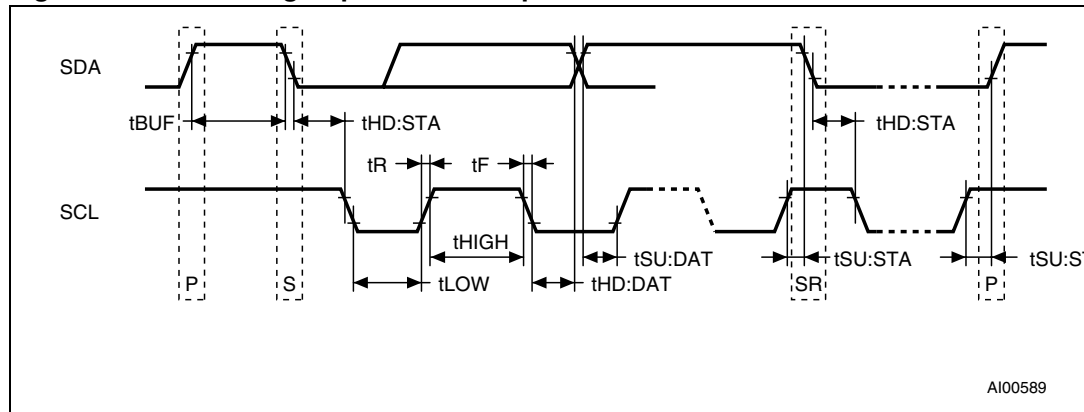 SDA
tBUF tHD:STA tHD:STA
tR tF
SCL
tHIGH
tSU:DAT tSU:STA
P S tLOW tHD:DAT SR P
AI00589